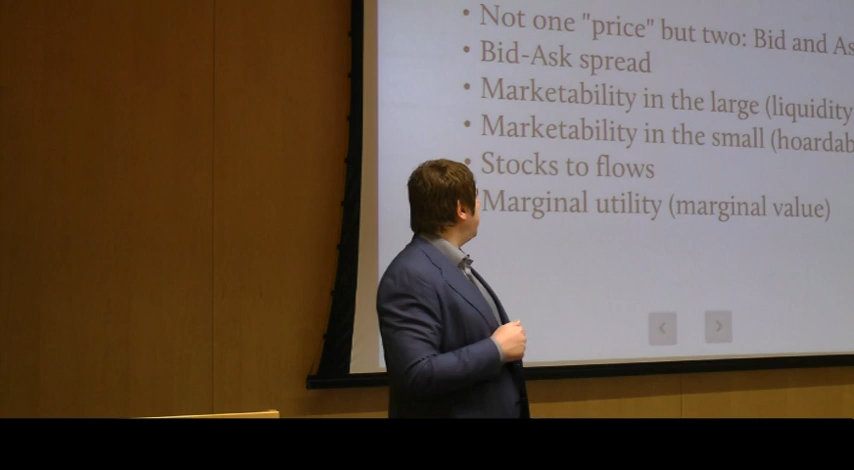 • Not one "price" but two: Bid and As
• Bid-Ask spread
• Marketability in the large (liquidity
• Marketability in the small (hoardab
• Stocks to flows
• Marginal utility (marginal value)